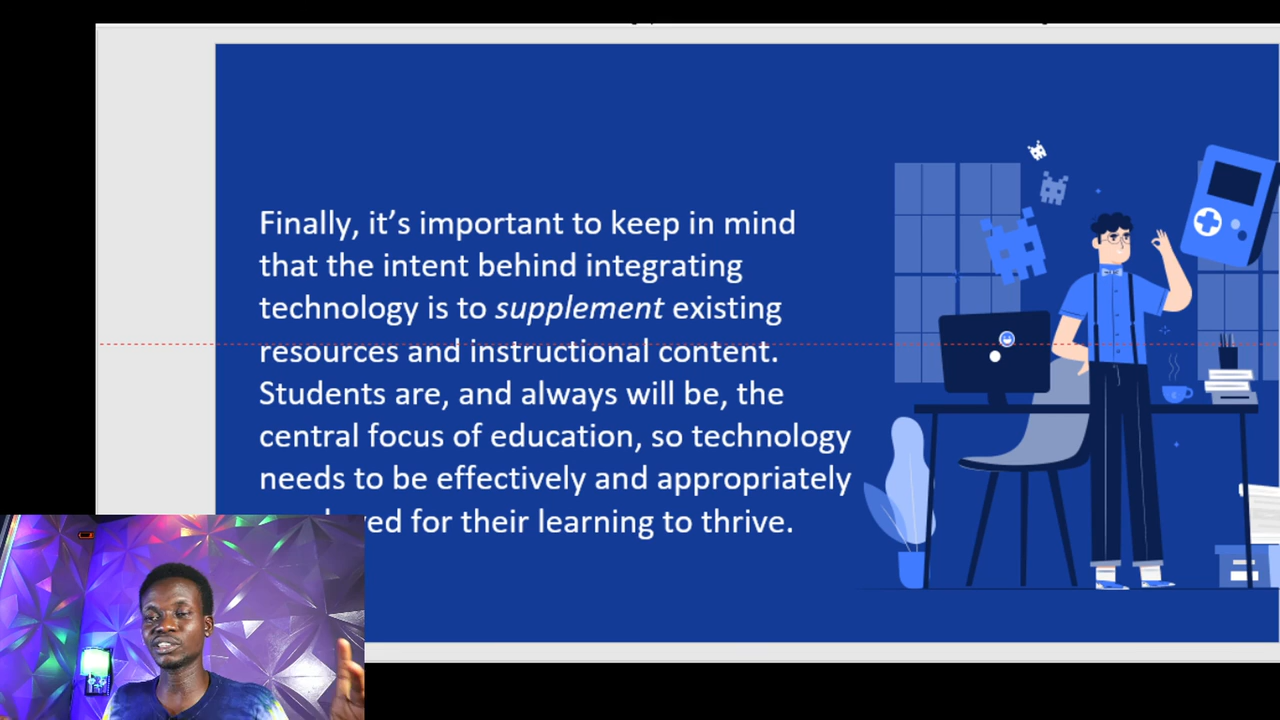 Finally, it’s important to keep in mind
that the intent behind integrating
technology is to supplement existing
resources and instructional content.
Students are, and always will be, the
central focus of education, so technology
needs to be effectively and appropriately
for their learning to thrive.